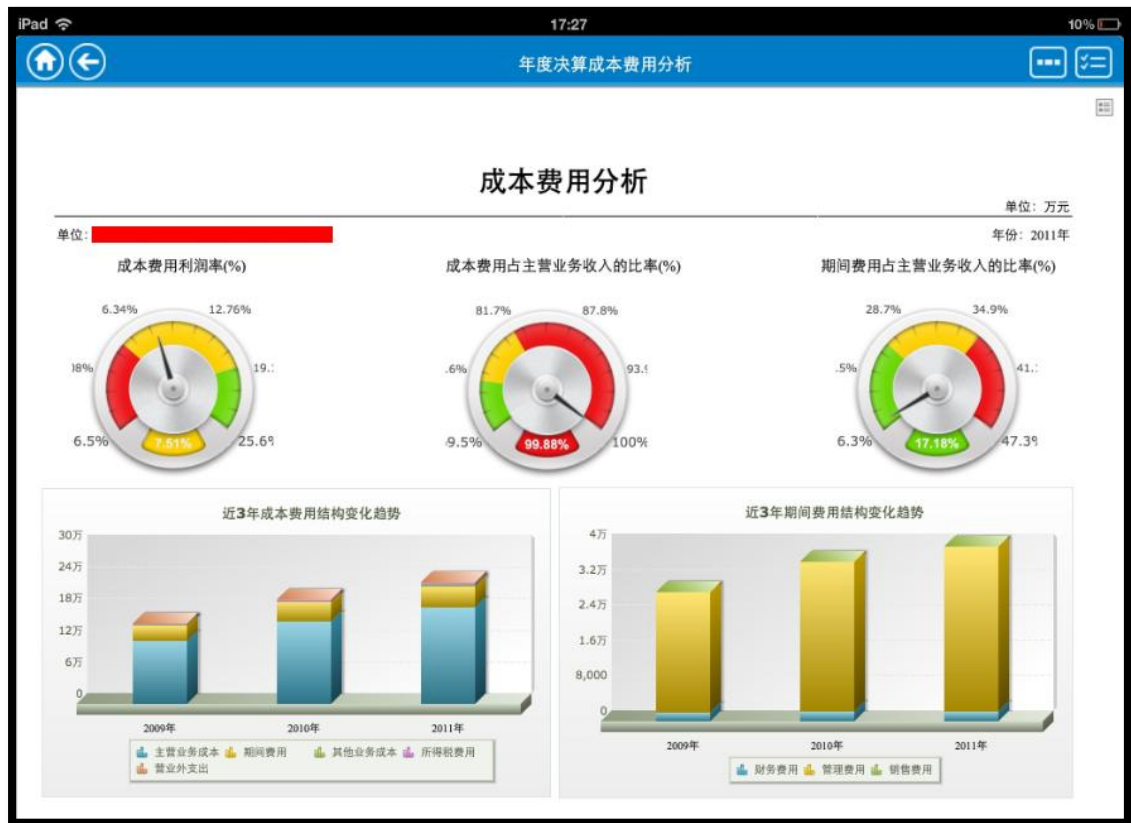 iPad 17:27 10%
年度决算成本费用分析
成本费用分析
单位：万元
单位：
年份：2011年
成本费用利润率(%)
成本费用占主营业务收入的比率(%)
期间费用占主营业务收入的比率(%)
6.34% 12.76%
6.5% 7.51%
81.7% 87.8%
.6% 93.9
9.5% 99.88% 100%
28.7% 34.9%
.5%
6.3% 17.18% 47.3%
近3年成本费用结构变化趋势
30万
24万
18万
12万
6万
0
2009年 2010年 2011年
主营业务成本 期间费用 其他业务成本 所得税费用
营业外支出
近3年期间费用结构变化趋势
4万
3.2万
2.4万
1.6万
8,000
0
2009年 2010年 2011年
财务费用 管理费用 销售费用